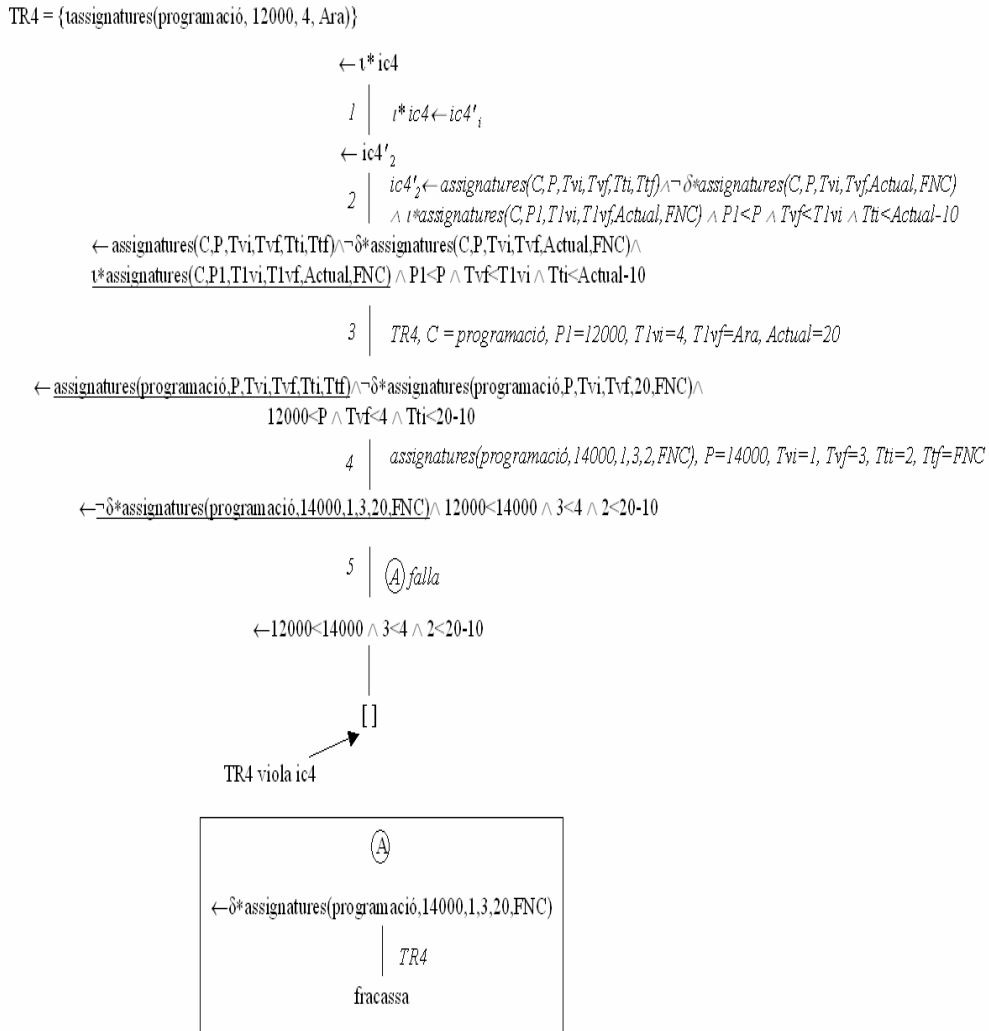 TR4 = {ιassignatures(programació, 12000, 4, Ara)}
← ι* ic4
1 ι* ic4←ic4'i
← ic4'2
2 ic4'2←assignatures(C,P,Tvi,Tvf,Tti,Ttf)∧¬ δ*assignatures(C,P,Tvi,Tvf,Actual,FNC)
∧ ι*assignatures(C,P1,T1vi,T1vf,Actual,FNC) ∧ P1<P ∧ Tvf<T1vi ∧ Tti<Actual-10
← assignatures(C,P,Tvi,Tvf,Tti,Ttf)∧¬δ*assignatures(C,P,Tvi,Tvf,Actual,FNC)∧
ι*assignatures(C,P1,T1vi,T1vf,Actual,FNC) ∧ P1<P ∧ Tvf<T1vi ∧ Tti<Actual-10
3 TR4, C = programació, P1=12000, T1vi=4, T1vf=Ara, Actual=20
← assignatures(programació,P,Tvi,Tvf,Tti,Ttf)∧¬δ*assignatures(programació,P,Tvi,Tvf,20,FNC)∧
12000<P ∧ Tvf<4 ∧ Tti<20-10
4 assignatures(programació,14000,1,3,2,FNC), P=14000, Tvi=1, Tvf=3, Tti=2, Ttf=FNC
←¬δ*assignatures(programació,14000,1,3,20,FNC)∧ 12000<14000 ∧ 3<4 ∧ 2<20-10
5 A falla
←12000<14000 ∧ 3<4 ∧ 2<20-10
[ ]
TR4 viola ic4
A
←δ*assignatures(programació,14000,1,3,20,FNC)
TR4
fracassa